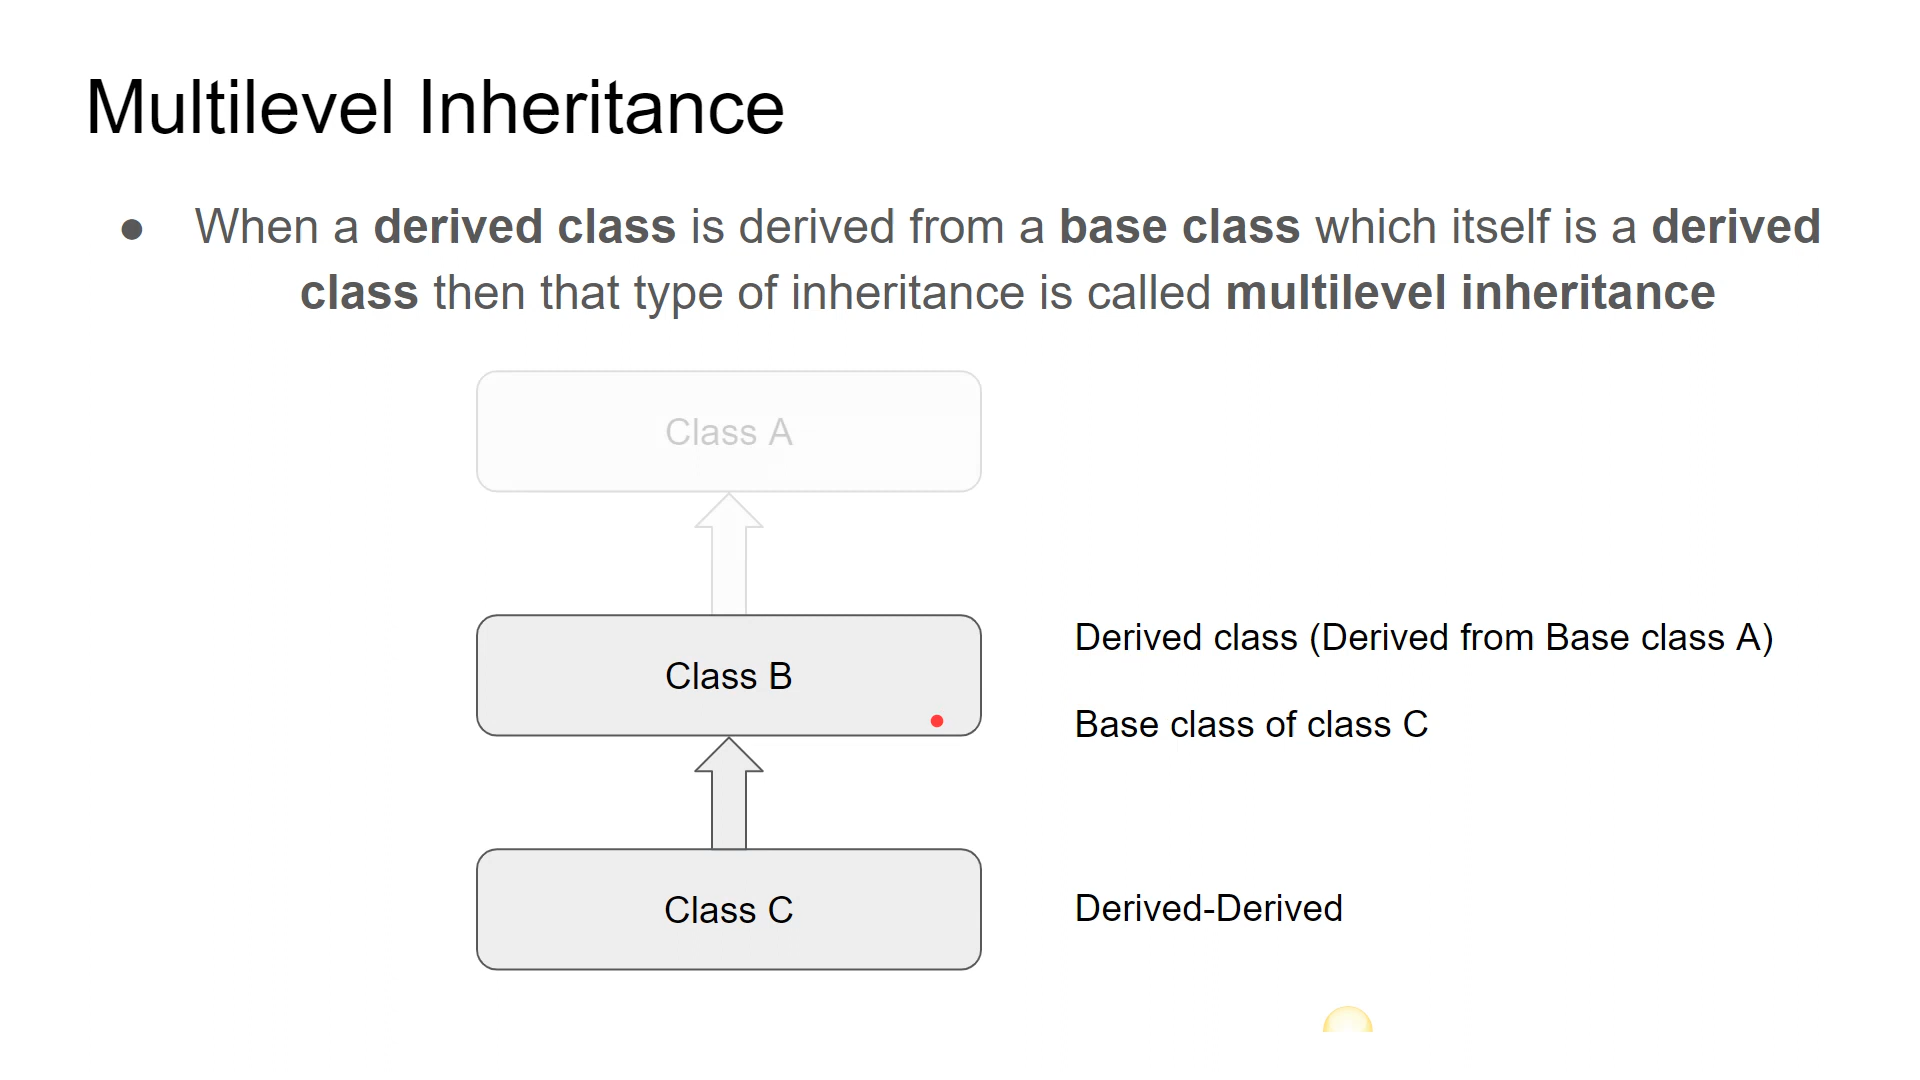 Multilevel Inheritance
● When a derived class is derived from a base class which itself is a derived
class then that type of inheritance is called multilevel inheritance
Class A
Class B
Derived class (Derived from Base class A)
Base class of class C
Class C
Derived-Derived